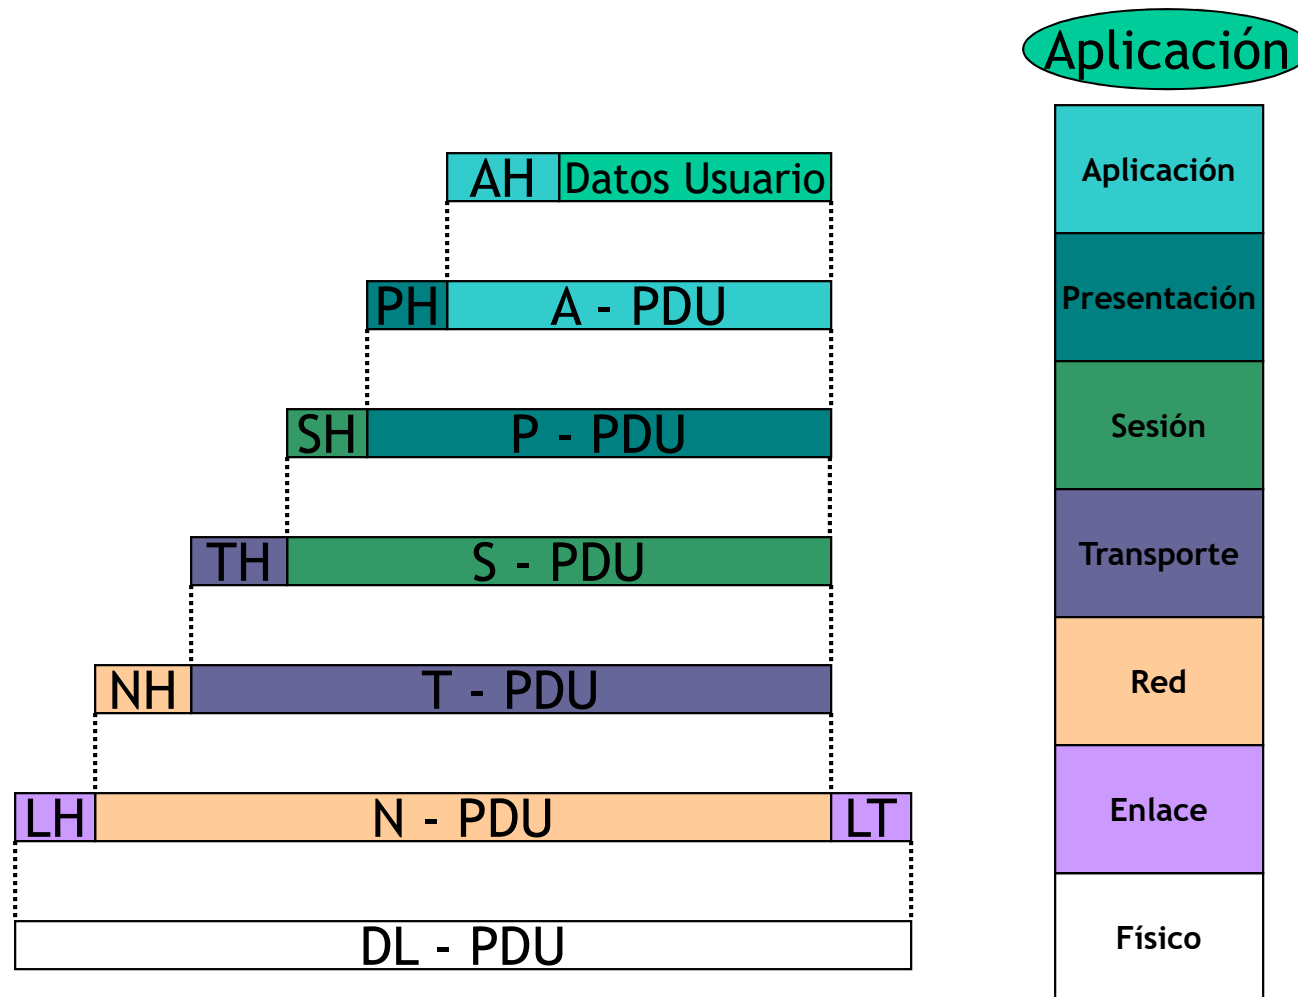 Aplicación
AH Datos Usuario
Aplicación
PH A - PDU
Presentación
SH P - PDU
Sesión
TH S - PDU
Transporte
NH T - PDU
Red
LH N - PDU LT
Enlace
DL - PDU
Físico